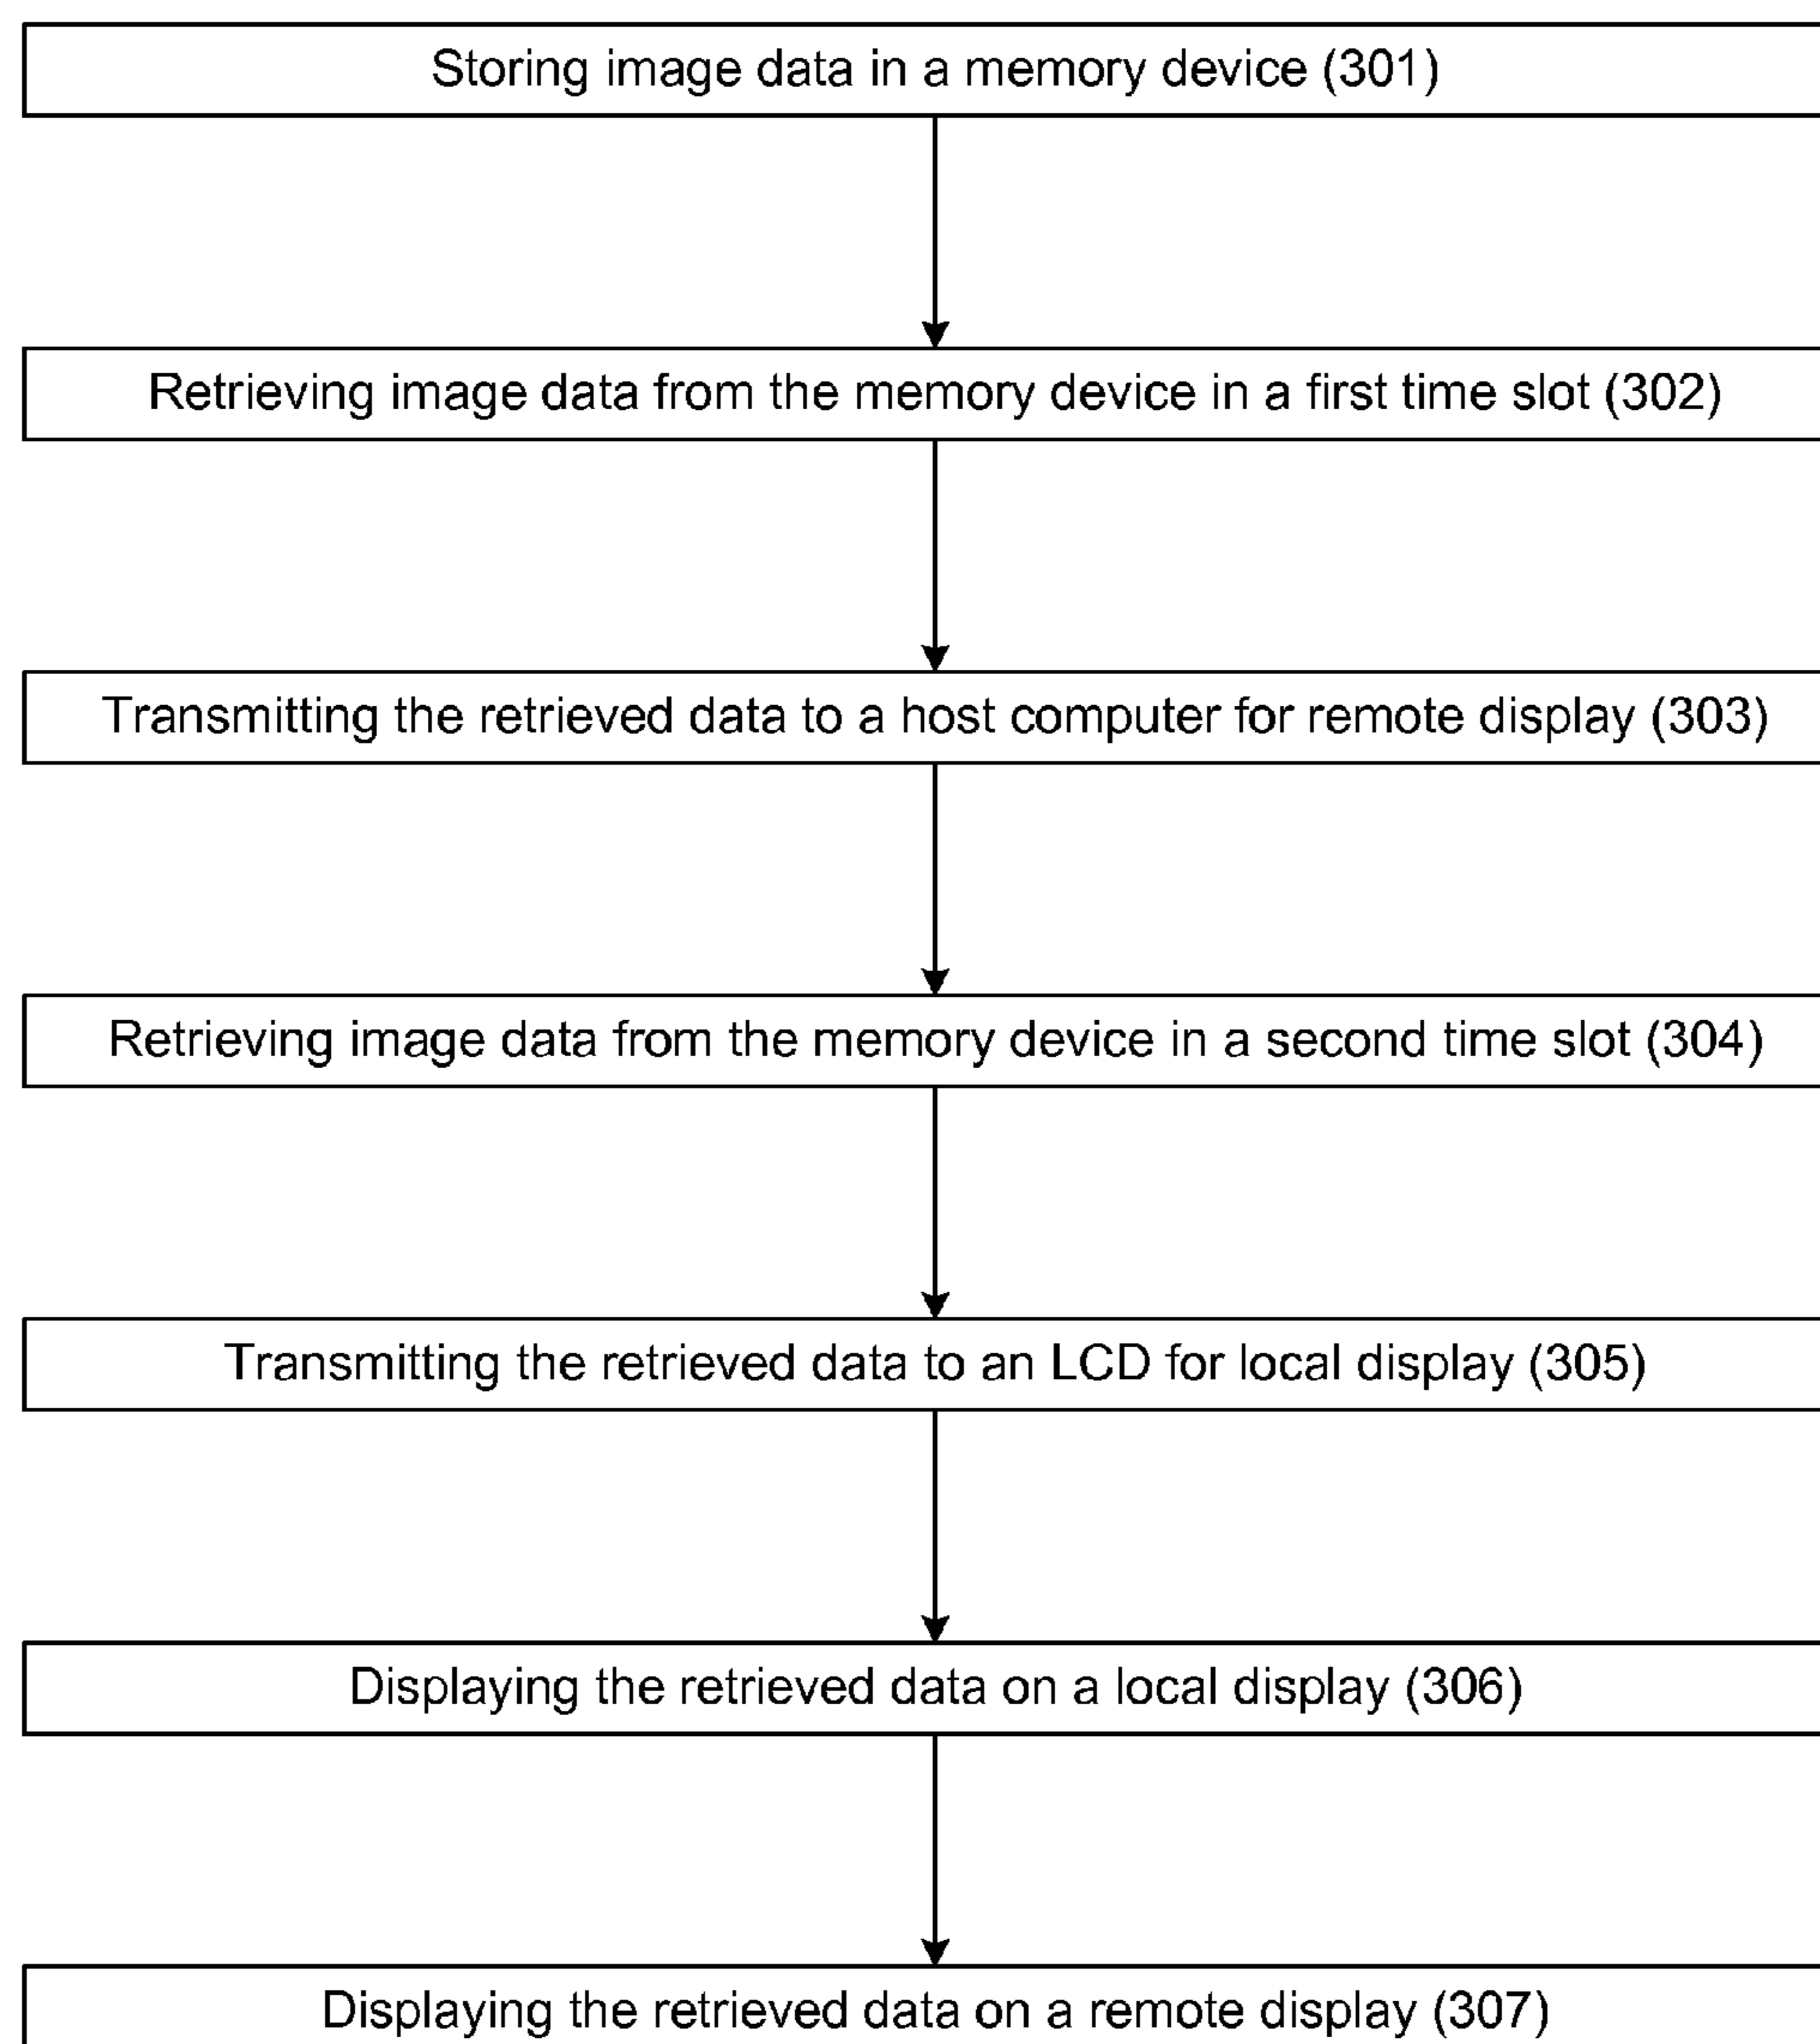 Storing image data in a memory device (301)
Retrieving image data from the memory device in a first time slot (302)
Transmitting the retrieved data to a host computer for remote display (303)
Retrieving image data from the memory device in a second time slot (304)
Transmitting the retrieved data to an LCD for local display (305)
Displaying the retrieved data on a local display (306)
Displaying the retrieved data on a remote display (307)